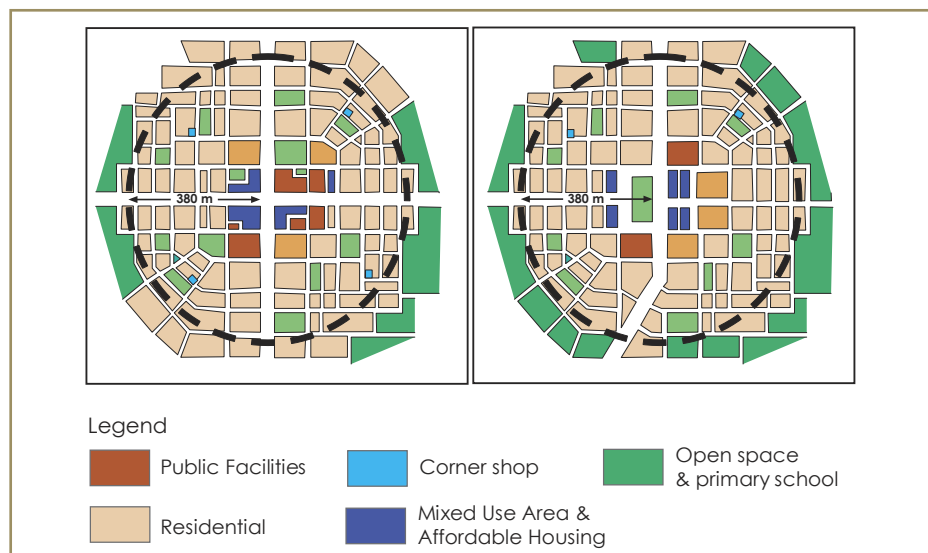 380 m
380 m
Legend
Public Facilities
Corner shop
Open space
& primary school
Residential
Mixed Use Area &
Affordable Housing